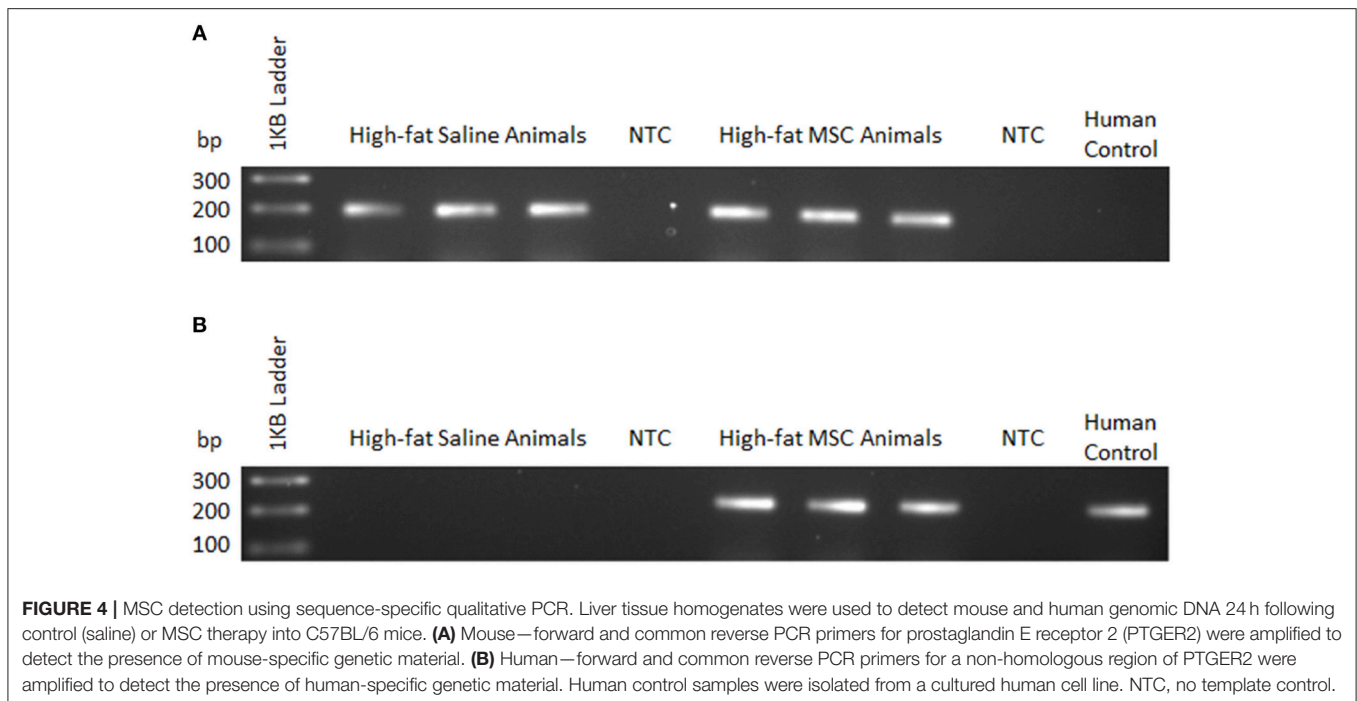 A
1KB Ladder
bp
High-fat Saline Animals NTC High-fat MSC Animals NTC Human Control
300
200
100
B
1KB Ladder
bp
High-fat Saline Animals NTC High-fat MSC Animals NTC Human Control
300
200
100
FIGURE 4 | MSC detection using sequence-specific qualitative PCR. Liver tissue homogenates were used to detect mouse and human genomic DNA 24 h following
control (saline) or MSC therapy into C57BL/6 mice. (A) Mouse—forward and common reverse PCR primers for prostaglandin E receptor 2 (PTGER2) were amplified to
detect the presence of mouse-specific genetic material. (B) Human—forward and common reverse PCR primers for a non-homologous region of PTGER2 were
amplified to detect the presence of human-specific genetic material. Human control samples were isolated from a cultured human cell line. NTC, no template control.